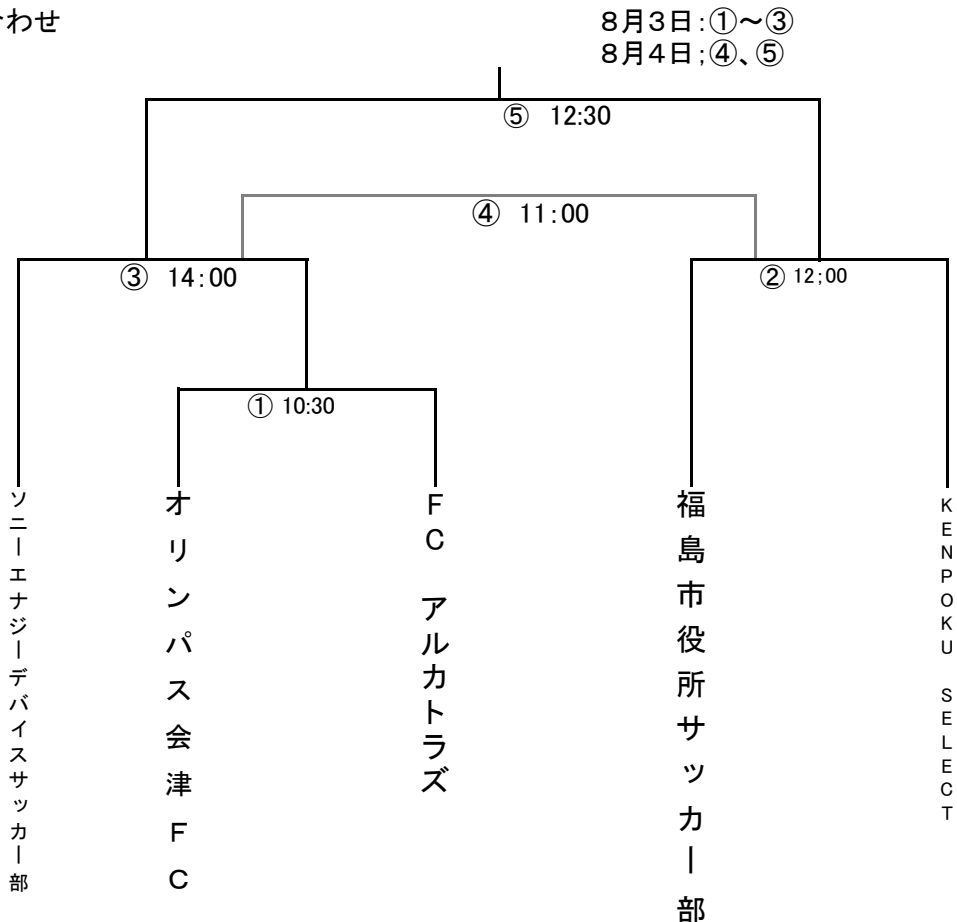 わせ
8月3日:①~③
8月4日;④、⑤
⑤ 12:30
④ 11:00
③ 14:00
② 12;00
① 10:30
ソニーエナジーデバイスサッカー部
オリンパス会津FC
FC アルカトラズ
福島市役所サッカー部
KENPOKU SELECT